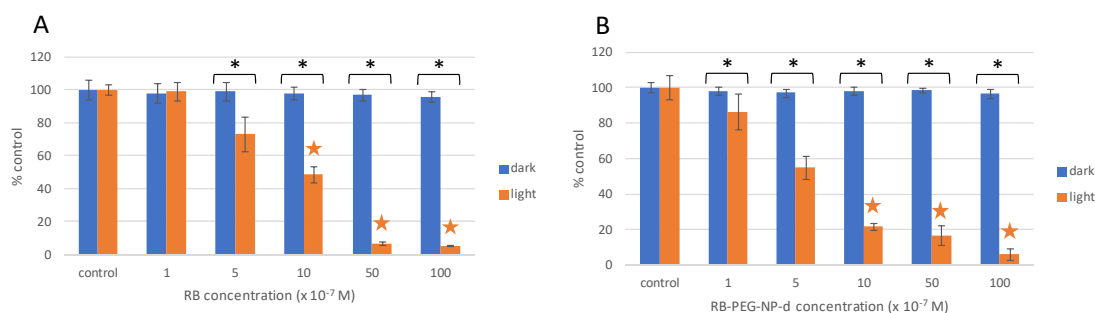 A
120
100
80
60
40
20
0
% control
* * * *
control 1 5 10 50 100
RB concentration (x 10⁻⁷ M)
dark
light
B
120
100
80
60
40
20
0
% control
* * * * *
control 1 5 10 50 100
RB-PEG-NP-d concentration (x 10⁻⁷ M)
dark
light